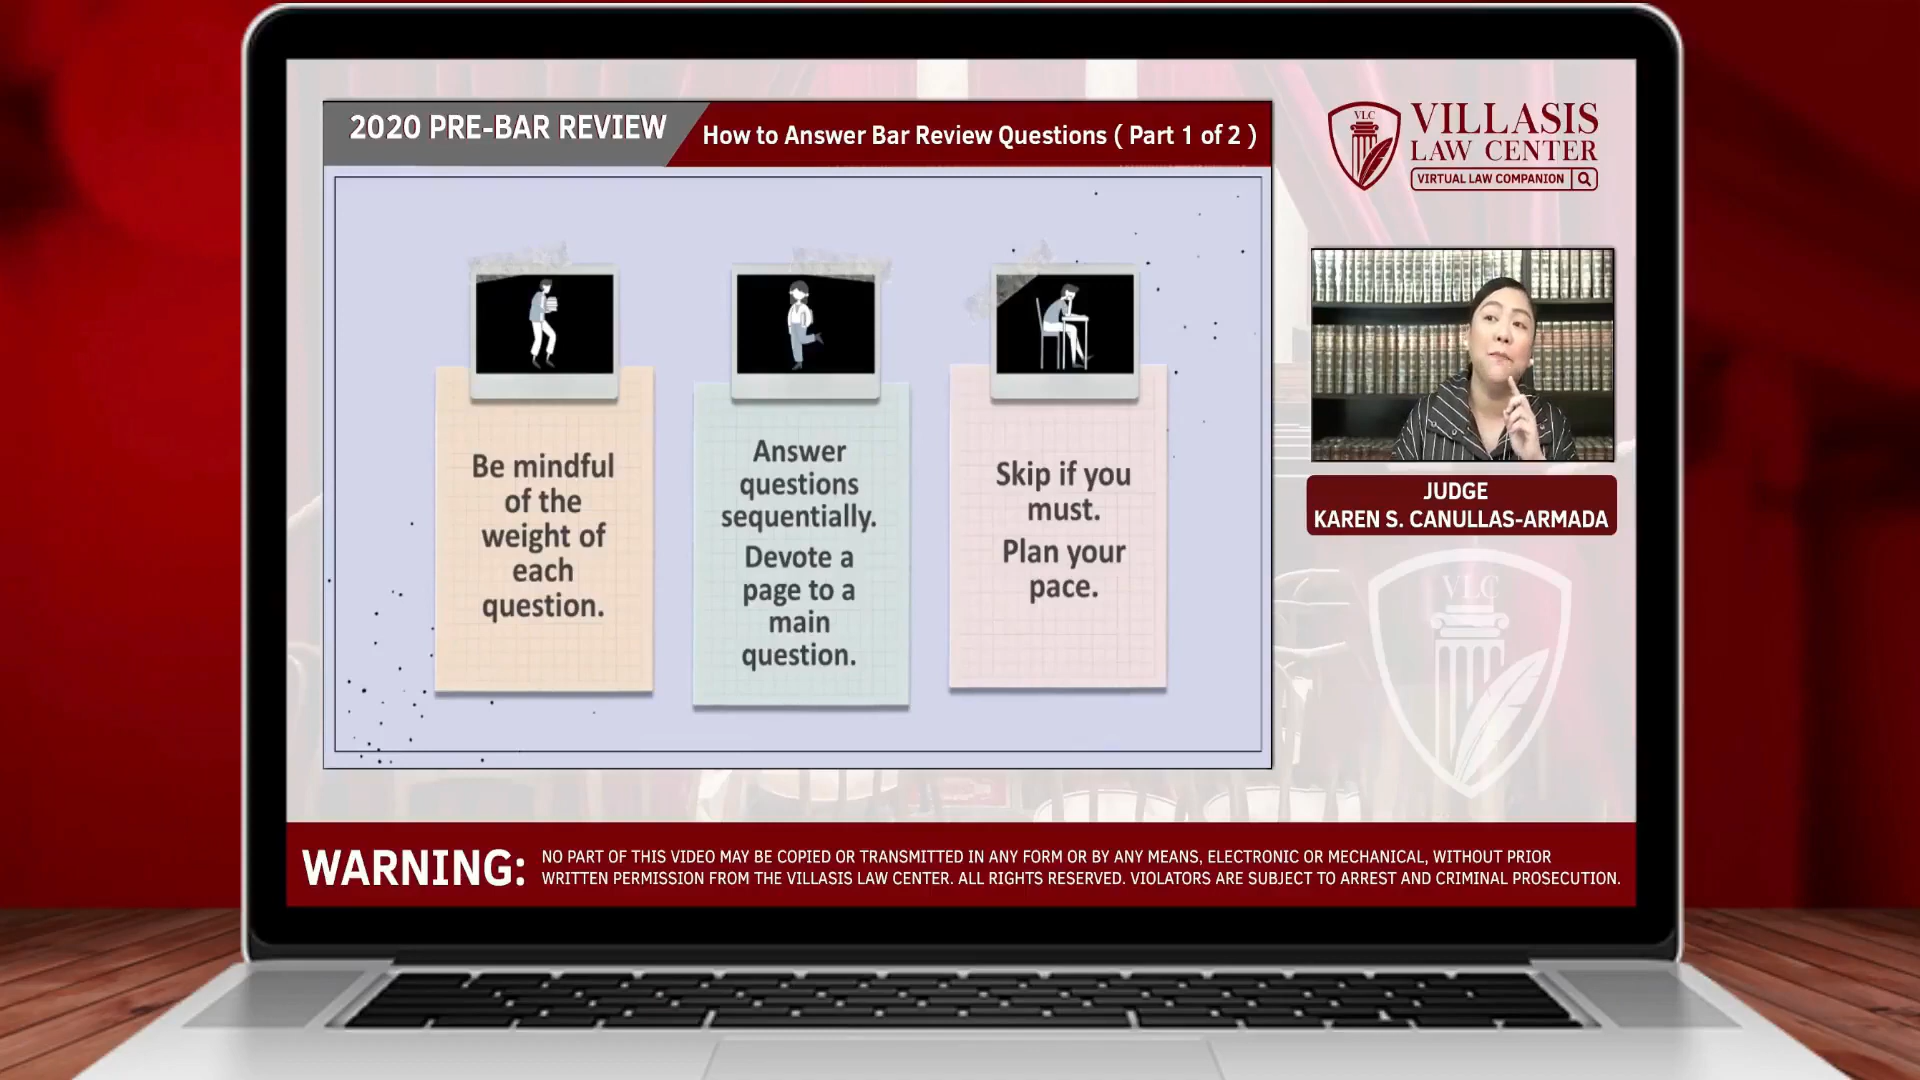 2020 PRE-BAR REVIEW
How to Answer Bar Review Questions ( Part 1 of 2 )
VLC
VILLASIS
LAW CENTER
VIRTUAL LAW COMPANION
Be mindful
of the
weight of
each
question.
Answer
questions
sequentially.
Devote a
page to a
main
question.
Skip if you
must.
Plan your
pace.
JUDGE
KAREN S. CANULLAS-ARMADA
VLC
WARNING:
NO PART OF THIS VIDEO MAY BE COPIED OR TRANSMITTED IN ANY FORM OR BY ANY MEANS, ELECTRONIC OR MECHANICAL, WITHOUT PRIOR
WRITTEN PERMISSION FROM THE VILLASIS LAW CENTER. ALL RIGHTS RESERVED. VIOLATORS ARE SUBJECT TO ARREST AND CRIMINAL PROSECUTION.